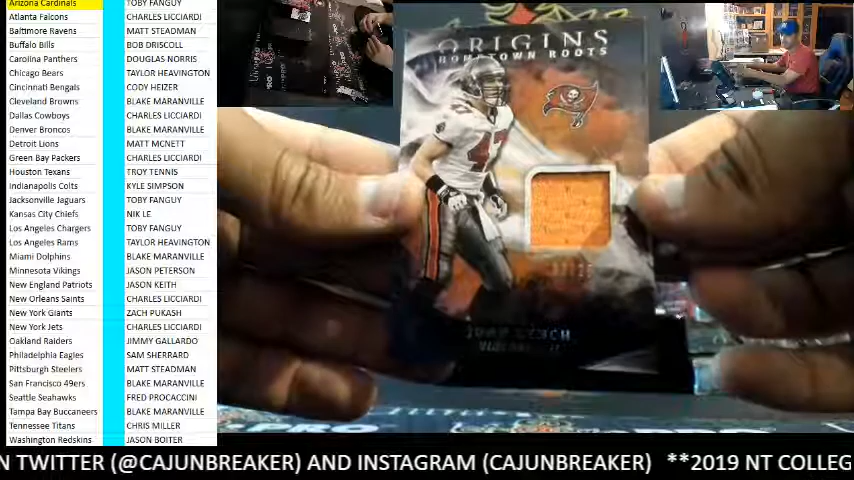 Arizona Cardinals TOBY FANGUY
Atlanta Falcons CHARLES LICCIARDI
Baltimore Ravens MATT STEADMAN
Buffalo Bills BOB DRISCOLL
Carolina Panthers DOUGLAS NORRIS
Chicago Bears TAYLOR HEAVINGTON
Cincinnati Bengals CODY HEIZER
Cleveland Browns BLAKE MARANVILLE
Dallas Cowboys CHARLES LICCIARDI
Denver Broncos BLAKE MARANVILLE
Detroit Lions MATT MCNETT
Green Bay Packers CHARLES LICCIARDI
Houston Texans TROY TENNIS
Indianapolis Colts KYLE SIMPSON
Jacksonville Jaguars TOBY FANGUY
Kansas City Chiefs NIK LE
Los Angeles Chargers TOBY FANGUY
Los Angeles Rams TAYLOR HEAVINGTON
Miami Dolphins BLAKE MARANVILLE
Minnesota Vikings JASON PETERSON
New England Patriots JASON KEITH
New Orleans Saints CHARLES LICCIARDI
New York Giants ZACH PUKASH
New York Jets CHARLES LICCIARDI
Oakland Raiders JIMMY GALLARDO
Philadelphia Eagles SAM SHERRARD
Pittsburgh Steelers MATT STEADMAN
San Francisco 49ers BLAKE MARANVILLE
Seattle Seahawks FRED PROCACCINI
Tampa Bay Buccaneers BLAKE MARANVILLE
Tennessee Titans CHRIS MILLER
Washington Redskins JASON BOITER
ORIGINS
HOMETOWN ROOTS
47
JOHN LYNCH
PRO
N TWITTER (@CAJUNBREAKER) AND INSTAGRAM (CAJUNBREAKER) **2019 NT COLLEG